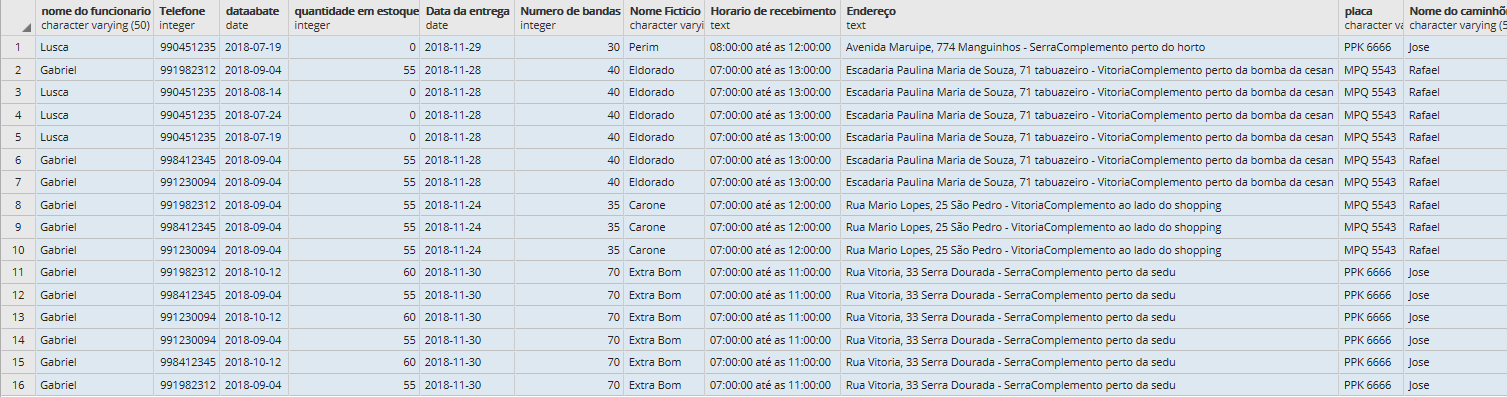 nome do funcionario Telefone dataabate quantidade em estoque Data da entrega Numero de bandas Nome Ficticio Horario de recebimento Endereço placa Nome do caminhõ
character varying (50) integer date integer date integer character varyi text text character va character varying (5
1 Lusca 990451235 2018-07-19 0 2018-11-29 30 Perim 08:00:00 até as 12:00:00 Avenida Maruipe, 774 Manguinhos - SerraComplemento perto do horto PPK 6666 Jose
2 Gabriel 991982312 2018-09-04 55 2018-11-28 40 Eldorado 07:00:00 até as 13:00:00 Escadaria Paulina Maria de Souza, 71 tabuazeiro - VitoriaComplemento perto da bomba da cesan MPQ 5543 Rafael
3 Lusca 990451235 2018-08-14 0 2018-11-28 40 Eldorado 07:00:00 até as 13:00:00 Escadaria Paulina Maria de Souza, 71 tabuazeiro - VitoriaComplemento perto da bomba da cesan MPQ 5543 Rafael
4 Lusca 990451235 2018-07-24 0 2018-11-28 40 Eldorado 07:00:00 até as 13:00:00 Escadaria Paulina Maria de Souza, 71 tabuazeiro - VitoriaComplemento perto da bomba da cesan MPQ 5543 Rafael
5 Lusca 990451235 2018-07-19 0 2018-11-28 40 Eldorado 07:00:00 até as 13:00:00 Escadaria Paulina Maria de Souza, 71 tabuazeiro - VitoriaComplemento perto da bomba da cesan MPQ 5543 Rafael
6 Gabriel 998412345 2018-09-04 55 2018-11-28 40 Eldorado 07:00:00 até as 13:00:00 Escadaria Paulina Maria de Souza, 71 tabuazeiro - VitoriaComplemento perto da bomba da cesan MPQ 5543 Rafael
7 Gabriel 991230094 2018-09-04 55 2018-11-28 40 Eldorado 07:00:00 até as 13:00:00 Escadaria Paulina Maria de Souza, 71 tabuazeiro - VitoriaComplemento perto da bomba da cesan MPQ 5543 Rafael
8 Gabriel 991982312 2018-09-04 55 2018-11-24 35 Carone 07:00:00 até as 12:00:00 Rua Mario Lopes, 25 São Pedro - VitoriaComplemento ao lado do shopping MPQ 5543 Rafael
9 Gabriel 998412345 2018-09-04 55 2018-11-24 35 Carone 07:00:00 até as 12:00:00 Rua Mario Lopes, 25 São Pedro - VitoriaComplemento ao lado do shopping MPQ 5543 Rafael
10 Gabriel 991230094 2018-09-04 55 2018-11-24 35 Carone 07:00:00 até as 12:00:00 Rua Mario Lopes, 25 São Pedro - VitoriaComplemento ao lado do shopping MPQ 5543 Rafael
11 Gabriel 991982312 2018-10-12 60 2018-11-30 70 Extra Bom 07:00:00 até as 11:00:00 Rua Vitoria, 33 Serra Dourada - SerraComplemento perto da sedu PPK 6666 Jose
12 Gabriel 998412345 2018-09-04 55 2018-11-30 70 Extra Bom 07:00:00 até as 11:00:00 Rua Vitoria, 33 Serra Dourada - SerraComplemento perto da sedu PPK 6666 Jose
13 Gabriel 991230094 2018-10-12 60 2018-11-30 70 Extra Bom 07:00:00 até as 11:00:00 Rua Vitoria, 33 Serra Dourada - SerraComplemento perto da sedu PPK 6666 Jose
14 Gabriel 991230094 2018-09-04 55 2018-11-30 70 Extra Bom 07:00:00 até as 11:00:00 Rua Vitoria, 33 Serra Dourada - SerraComplemento perto da sedu PPK 6666 Jose
15 Gabriel 998412345 2018-10-12 60 2018-11-30 70 Extra Bom 07:00:00 até as 11:00:00 Rua Vitoria, 33 Serra Dourada - SerraComplemento perto da sedu PPK 6666 Jose
16 Gabriel 991982312 2018-09-04 55 2018-11-30 70 Extra Bom 07:00:00 até as 11:00:00 Rua Vitoria, 33 Serra Dourada - SerraComplemento perto da sedu PPK 6666 Jose